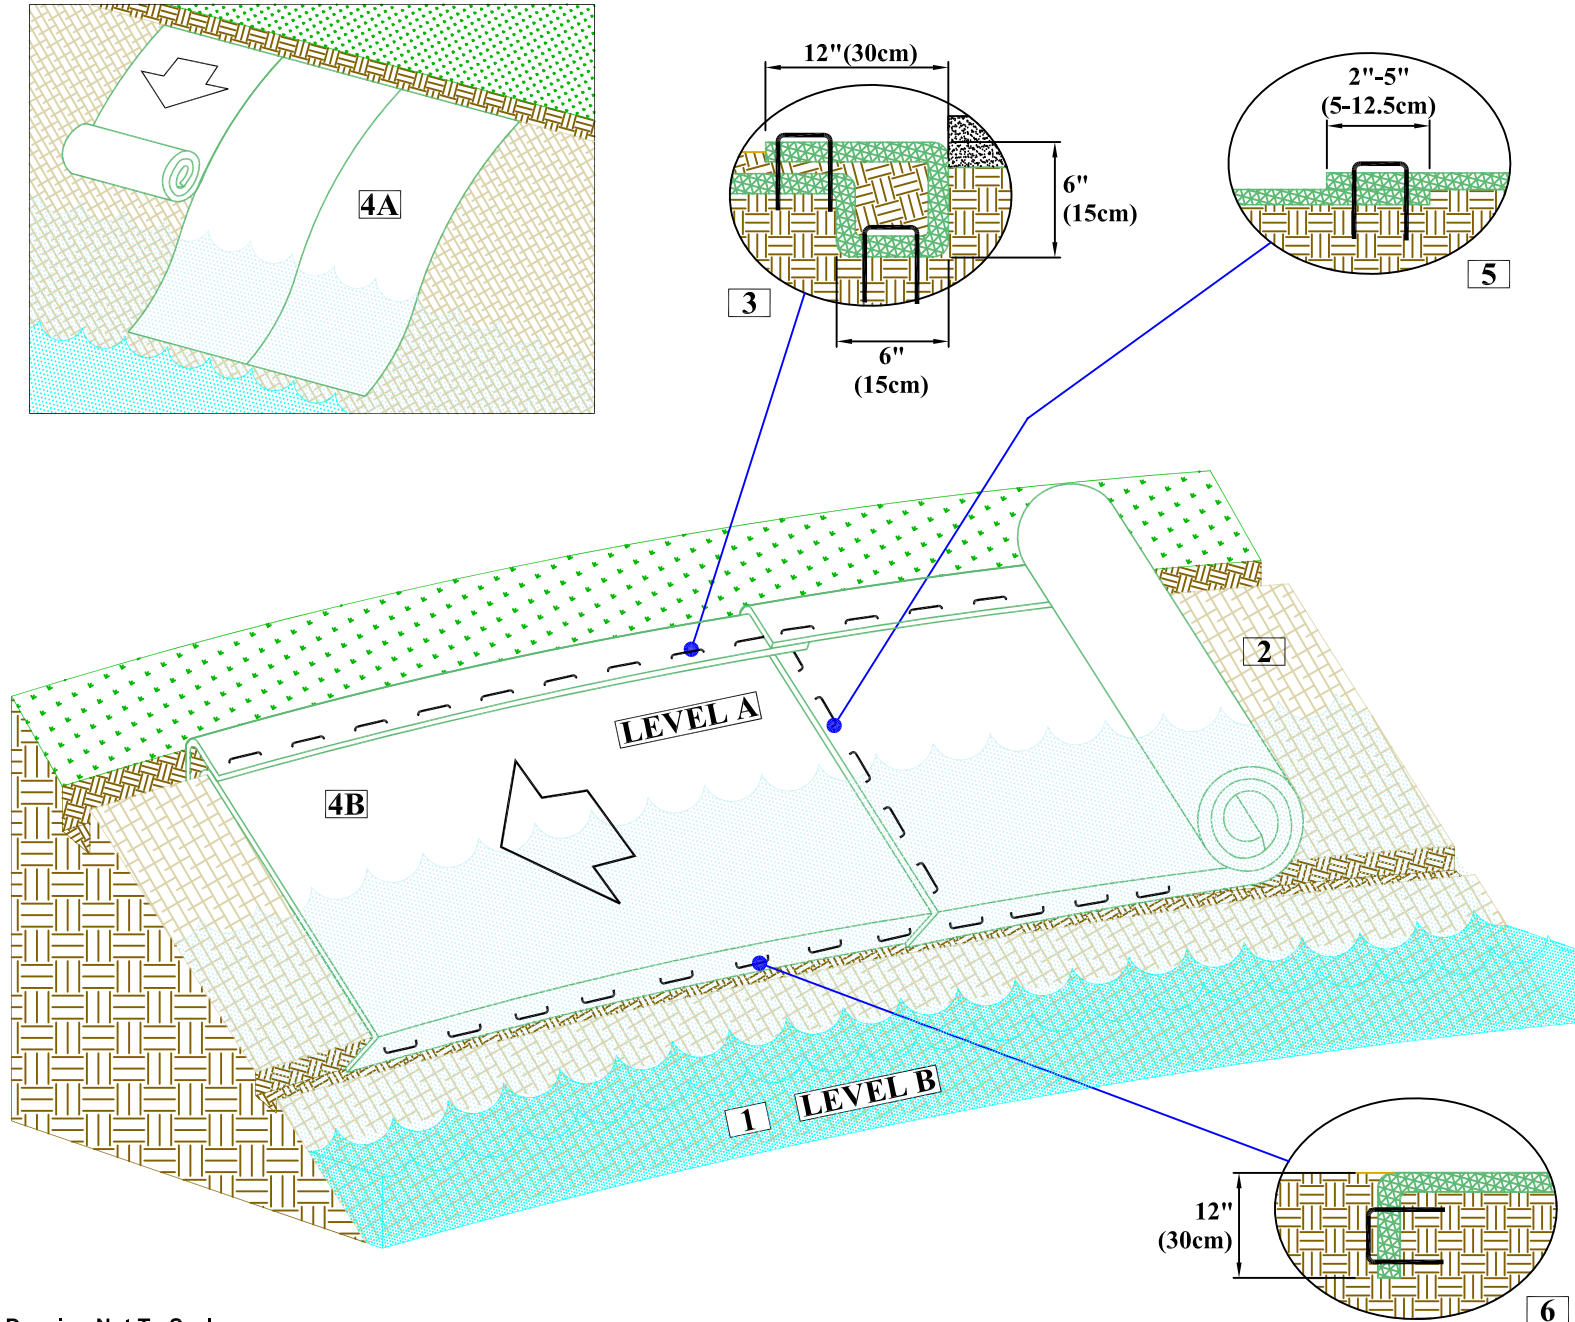 12"(30cm)
2"-5"
(5-12.5cm)
4A
6"
(15cm)
3
5
6"
(15cm)
2
LEVEL A
4B
1 LEVEL B
12"
(30cm)
6